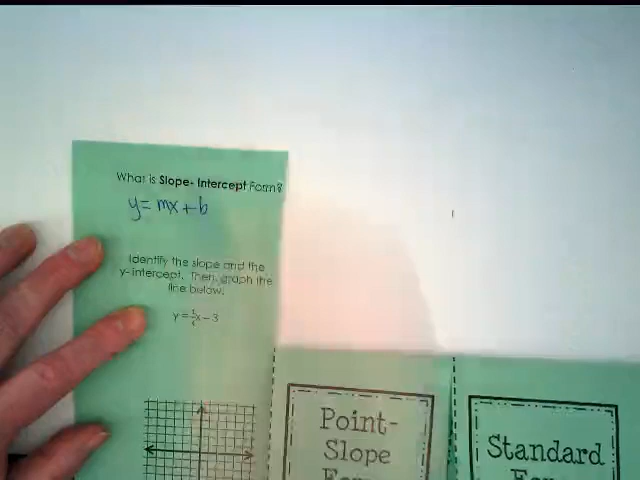 What is Slope- Intercept Form?
y = mx + b
Identify the slope and the
y-intercept. Then, graph the
line below.
Point-
Slope
Standard